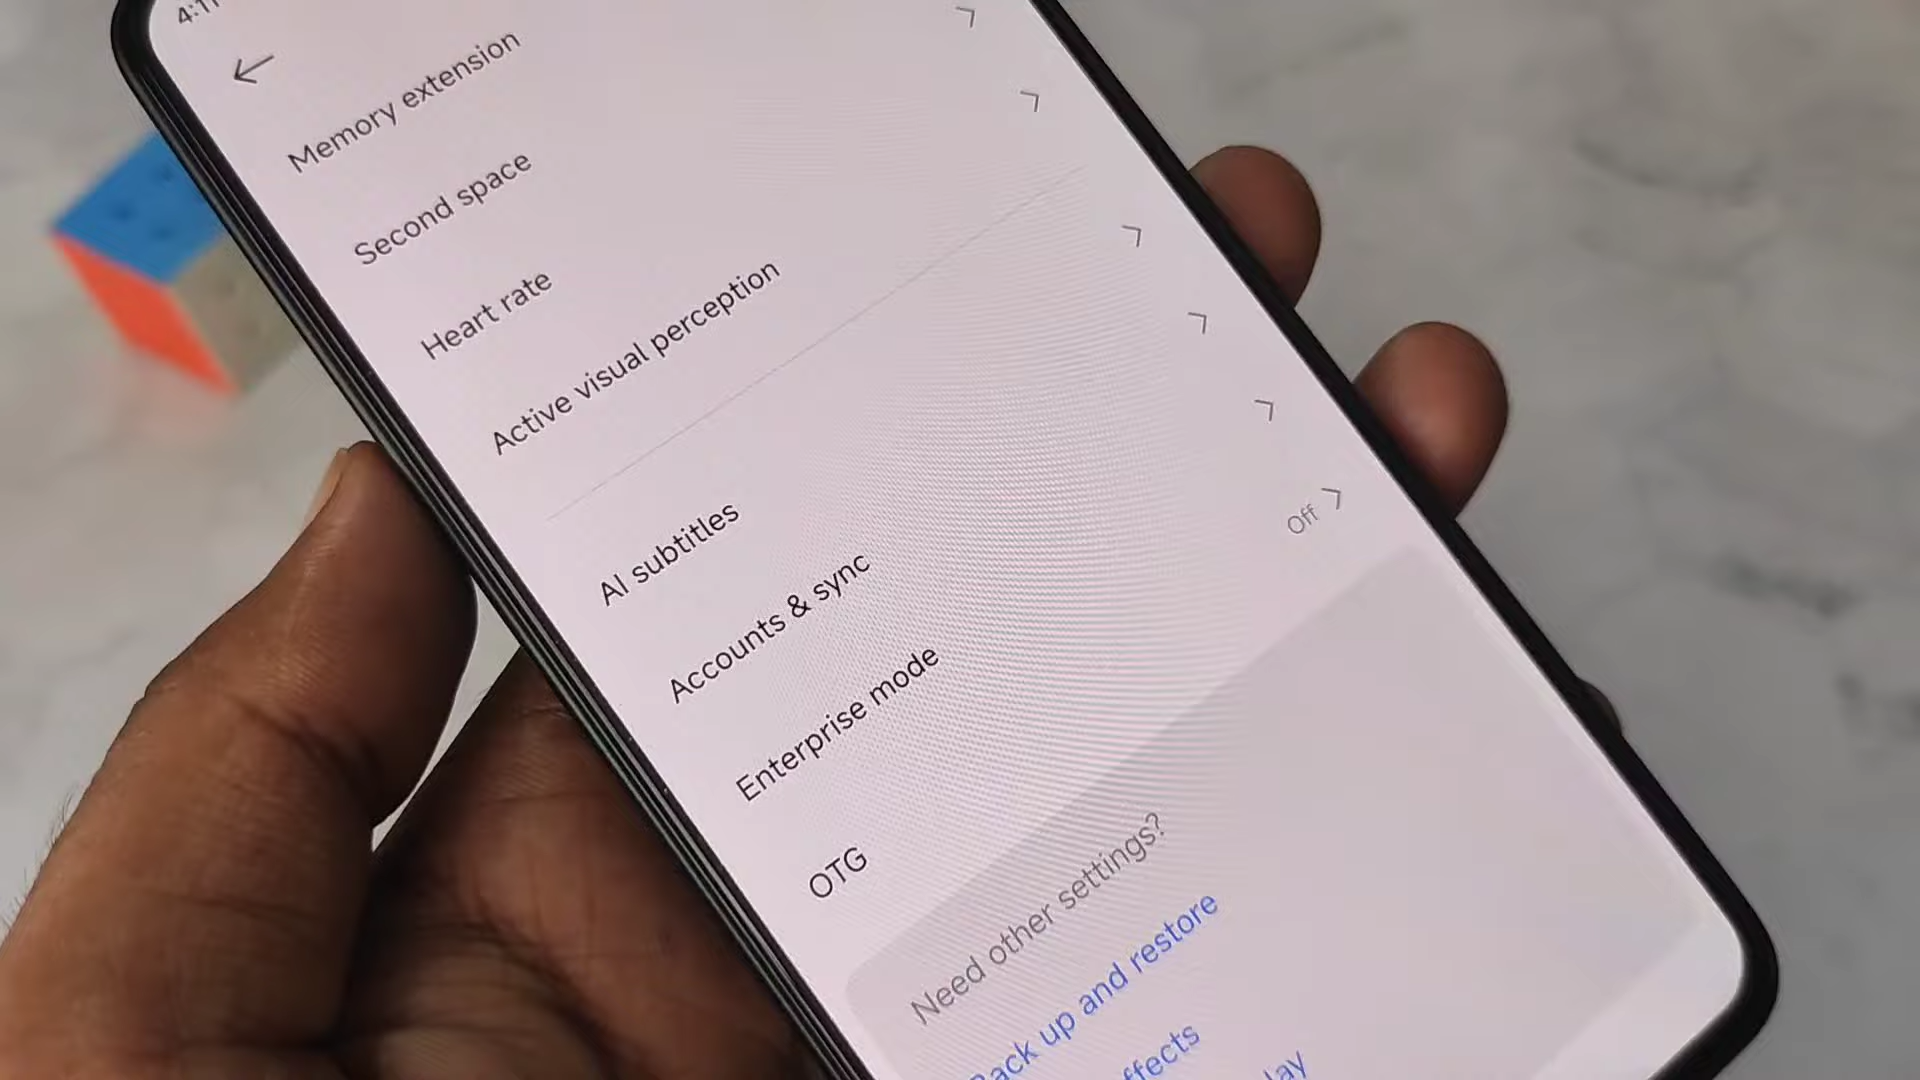 Memory extension
Second space
Heart rate
Active visual perception
AI subtitles
Accounts & sync
Enterprise mode
OTG
Off
Need other settings?
Back up and restore